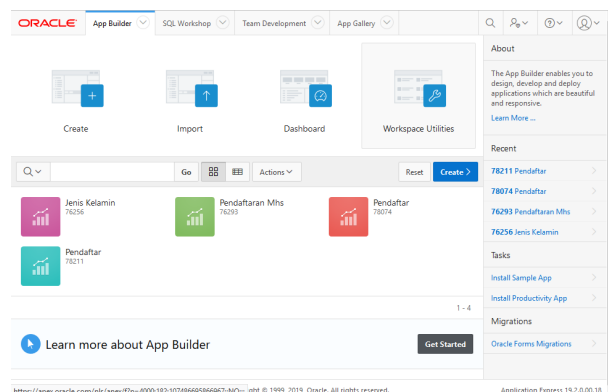 ORACLE App Builder SQL Workshop Team Development App Gallery
Create Import Dashboard Workspace Utilities
Go Actions Reset Create
Jenis Kelamin
76256
Pendaftaran Mhs
76293
Pendaftar
78074
Pendaftar
78211
1 - 4
Learn more about App Builder Get Started
About
The App Builder enables you to
design, develop and deploy
applications which are beautiful
and responsive.
Learn More ...
Recent
78211 Pendaftar
78074 Pendaftar
76293 Pendaftaran Mhs
76256 Jenis Kelamin
Tasks
Install Sample App
Install Productivity App
Migrations
Oracle Forms Migrations
ght © 1999, 2019, Oracle. All rights reserved. Application Express 19.2.0.00.18